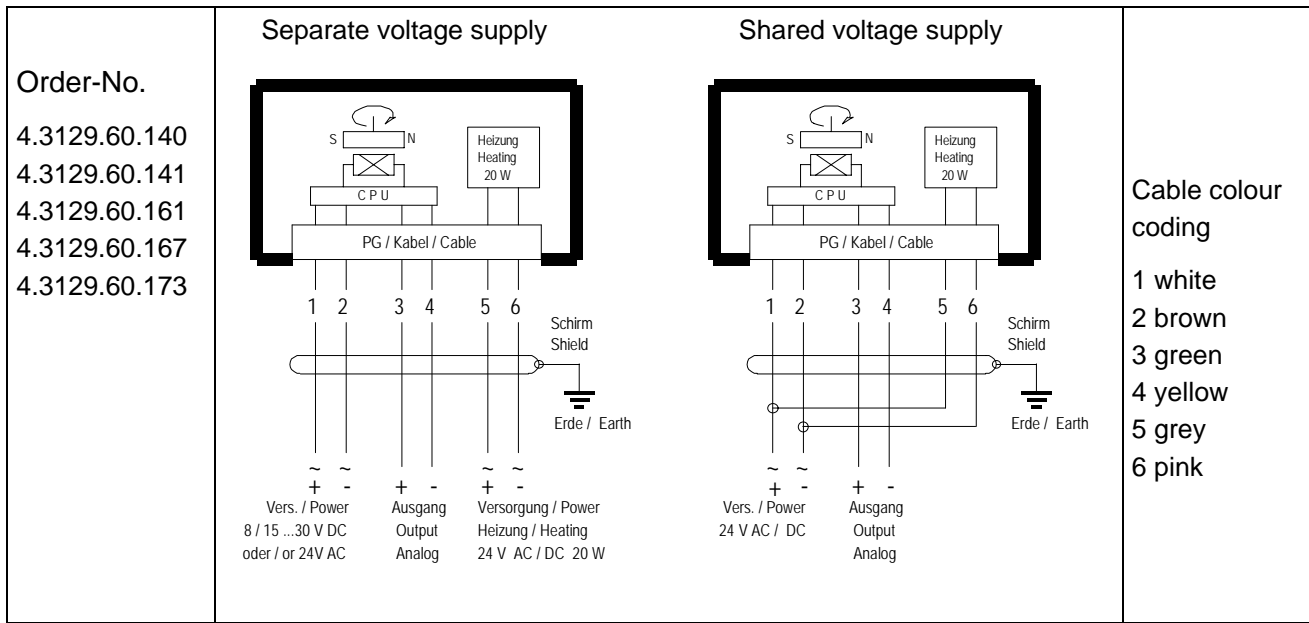 Order-No.
4.3129.60.140
4.3129.60.141
4.3129.60.161
4.3129.60.167
4.3129.60.173
Separate voltage supply
S N
Heizung
Heating
20 W
C P U
PG / Kabel / Cable
1 2 3 4 5 6
Schirm
Shield
Erde / Earth
~ ~ ~ ~
+ - + - + -
Vers. / Power
8 / 15 ...30 V DC
oder / or 24V AC
Ausgang
Output
Analog
Versorgung / Power
Heizung / Heating
24 V AC / DC 20 W
Shared voltage supply
S N
Heizung
Heating
20 W
C P U
PG / Kabel / Cable
1 2 3 4 5 6
Schirm
Shield
Erde / Earth
~ ~
+ - + -
Vers. / Power
24 V AC / DC
Ausgang
Output
Analog
Cable colour
coding
1 white
2 brown
3 green
4 yellow
5 grey
6 pink